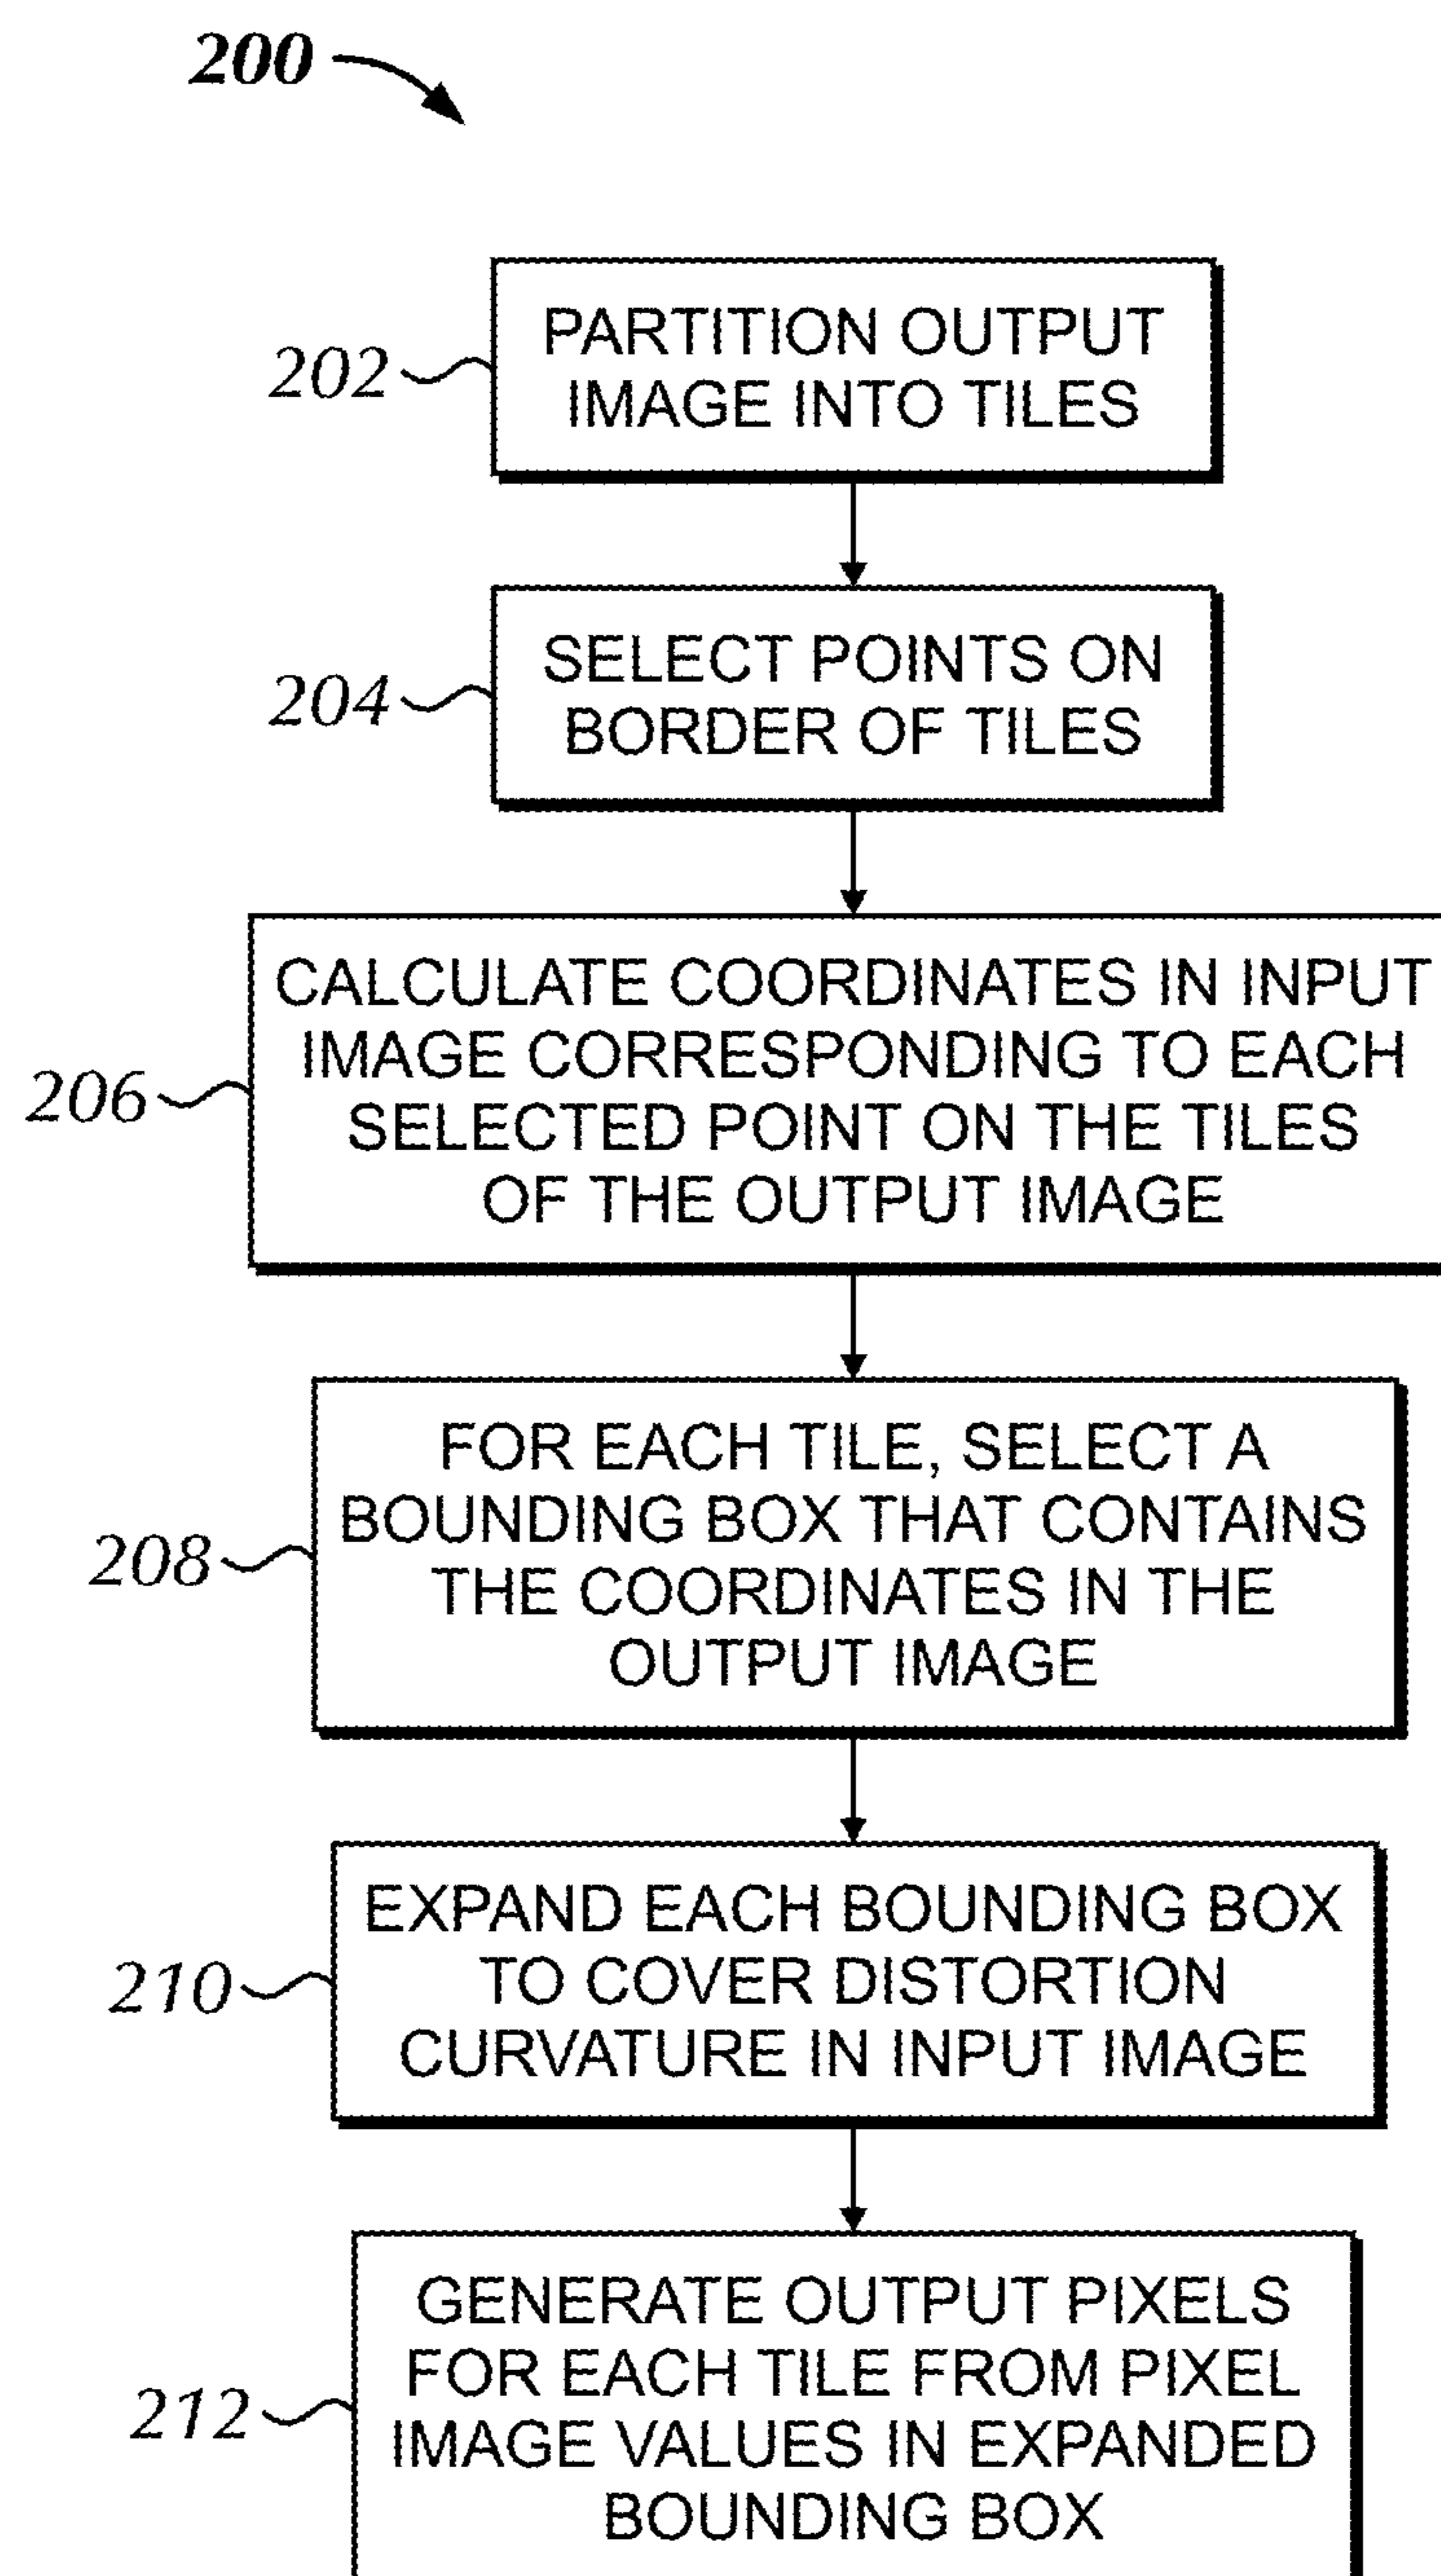 200
202
PARTITION OUTPUT
IMAGE INTO TILES
204
SELECT POINTS ON
BORDER OF TILES
206
CALCULATE COORDINATES IN INPUT
IMAGE CORRESPONDING TO EACH
SELECTED POINT ON THE TILES
OF THE OUTPUT IMAGE
208
FOR EACH TILE, SELECT A
BOUNDING BOX THAT CONTAINS
THE COORDINATES IN THE
OUTPUT IMAGE
210
EXPAND EACH BOUNDING BOX
TO COVER DISTORTION
CURVATURE IN INPUT IMAGE
212
GENERATE OUTPUT PIXELS
FOR EACH TILE FROM PIXEL
IMAGE VALUES IN EXPANDED
BOUNDING BOX